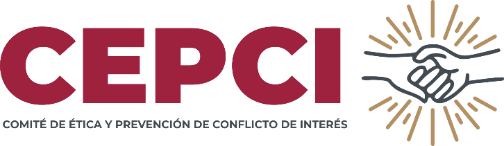 CEPCI
COMITÉ DE ÉTICA Y PREVENCIÓN DE CONFLICTO DE INTERÉS